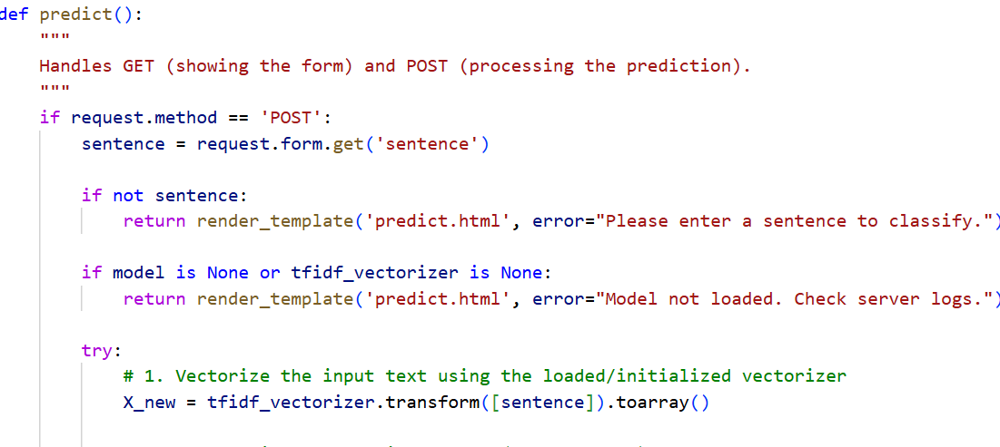 def predict():
"""
Handles GET (showing the form) and POST (processing the prediction).
"""
if request.method == 'POST':
sentence = request.form.get('sentence')
if not sentence:
return render_template('predict.html', error="Please enter a sentence to classify.")
if model is None or tfidf_vectorizer is None:
return render_template('predict.html', error="Model not loaded. Check server logs.")
try:
# 1. Vectorize the input text using the loaded/initialized vectorizer
X_new = tfidf_vectorizer.transform([sentence]).toarray()